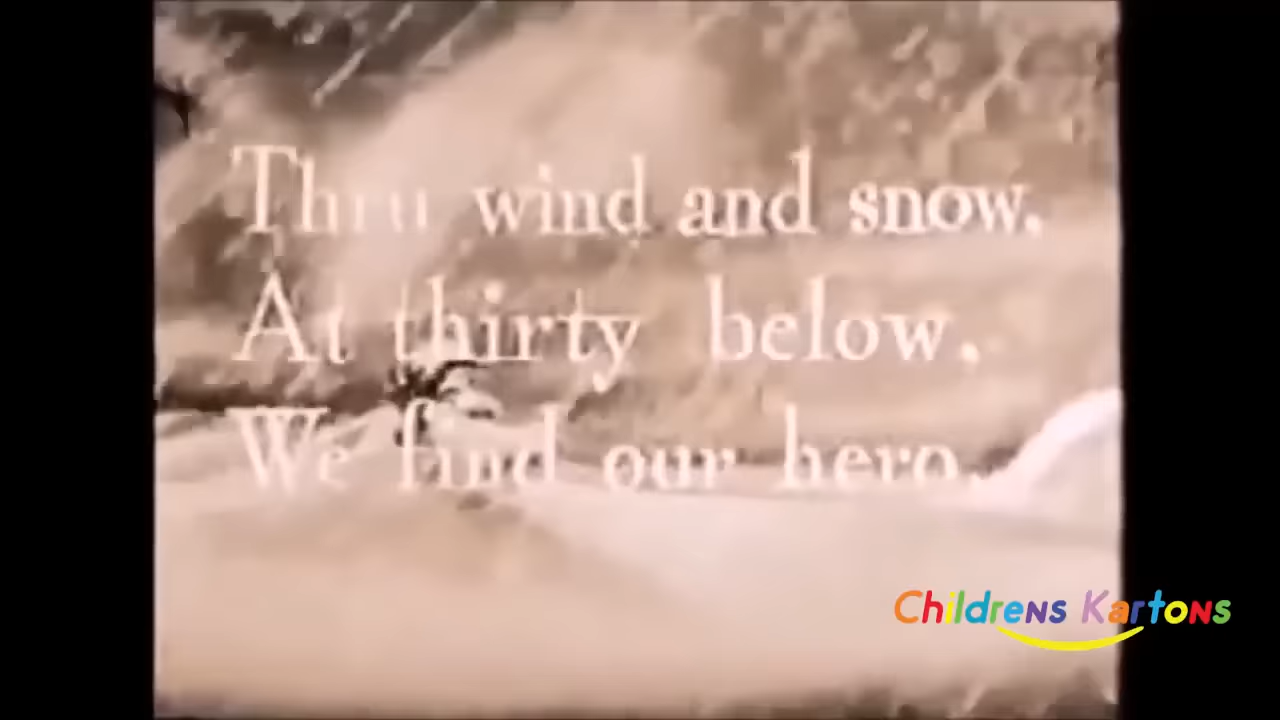 Thru wind and snow,
At thirty below,
We find our hero,
Childrens Kartons